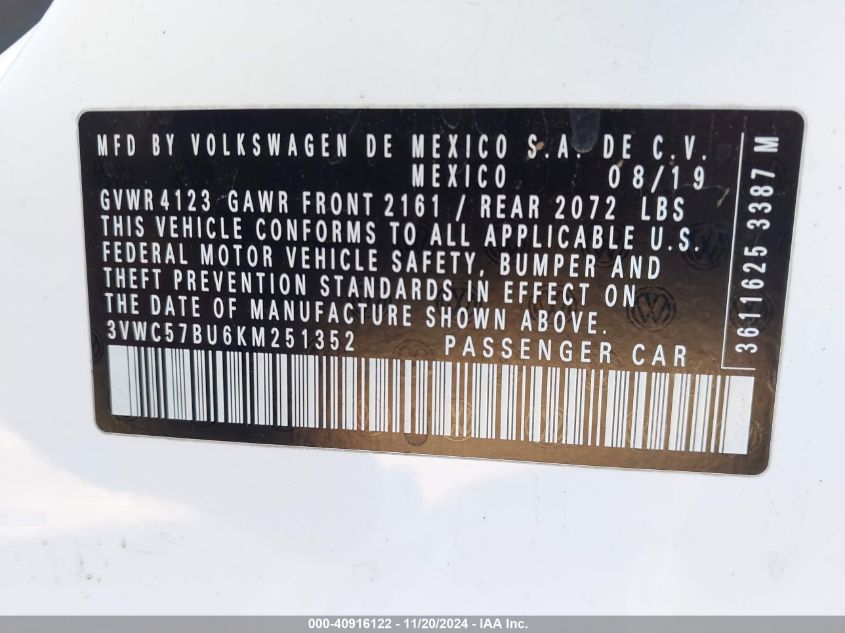 MFD BY VOLKSWAGEN DE MEXICO S.A. DE C.V.
MEXICO 08/19
GVWR 4123 GAWR FRONT 2161 / REAR 2072 LBS
THIS VEHICLE CONFORMS TO ALL APPLICABLE U.S.
FEDERAL MOTOR VEHICLE SAFETY, BUMPER AND
THEFT PREVENTION STANDARDS IN EFFECT ON
THE DATE OF MANUFACTURE SHOWN ABOVE.
3VWC57BU6KM251352 PASSENGER CAR
3611625 3387 M
000-40916122 - 11/20/2024 - IAA Inc.